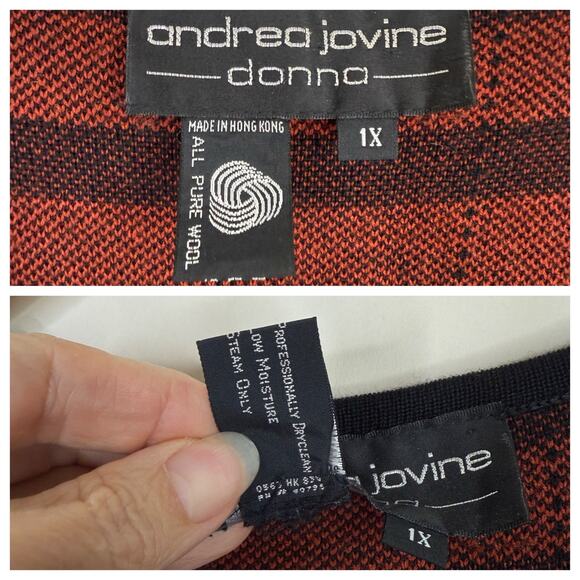 andrea jovine
donna
MADE IN HONG KONG
ALL PURE WOOL
1X
PROFESSIONALLY DRYCLEAN
LOW MOISTURE
STEAM ONLY
HK
jovine
1X